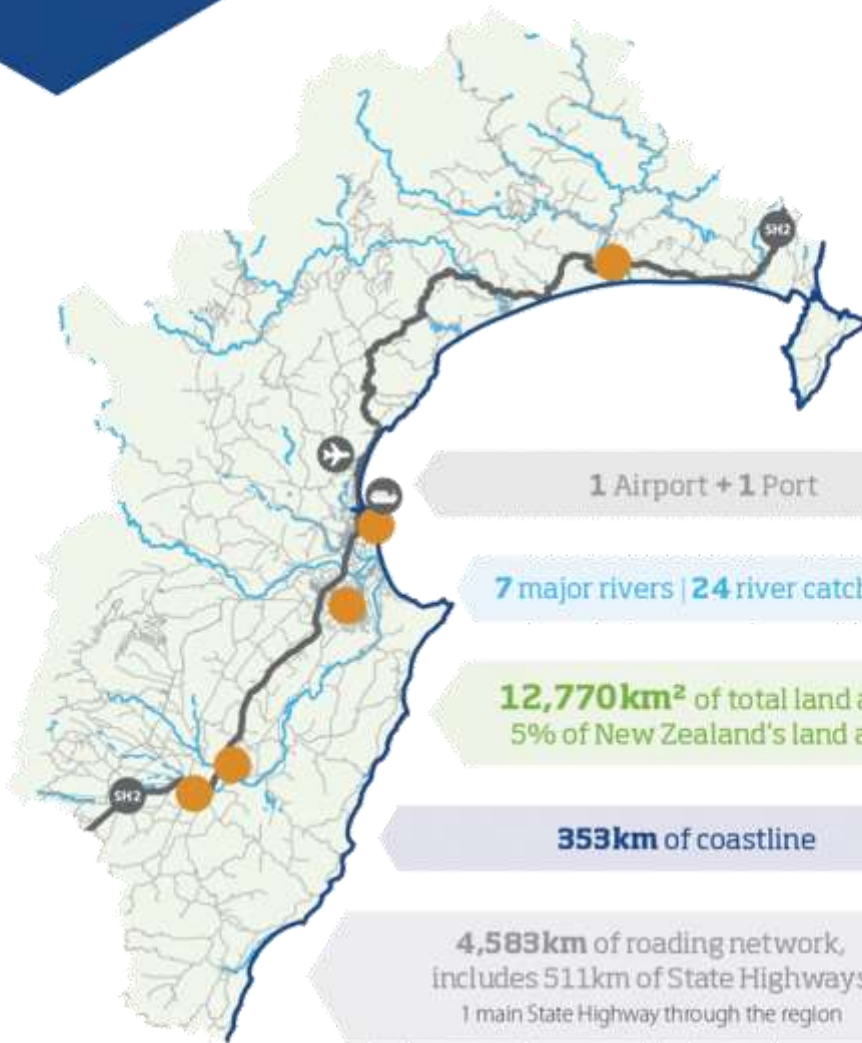 SH2
1 Airport + 1 Port
7 major rivers | 24 river catch
12,770km² of total land a
5% of New Zealand's land a
353km of coastline
SH2
4,583km of roading network,
includes 511km of State Highways
1 main State Highway through the region